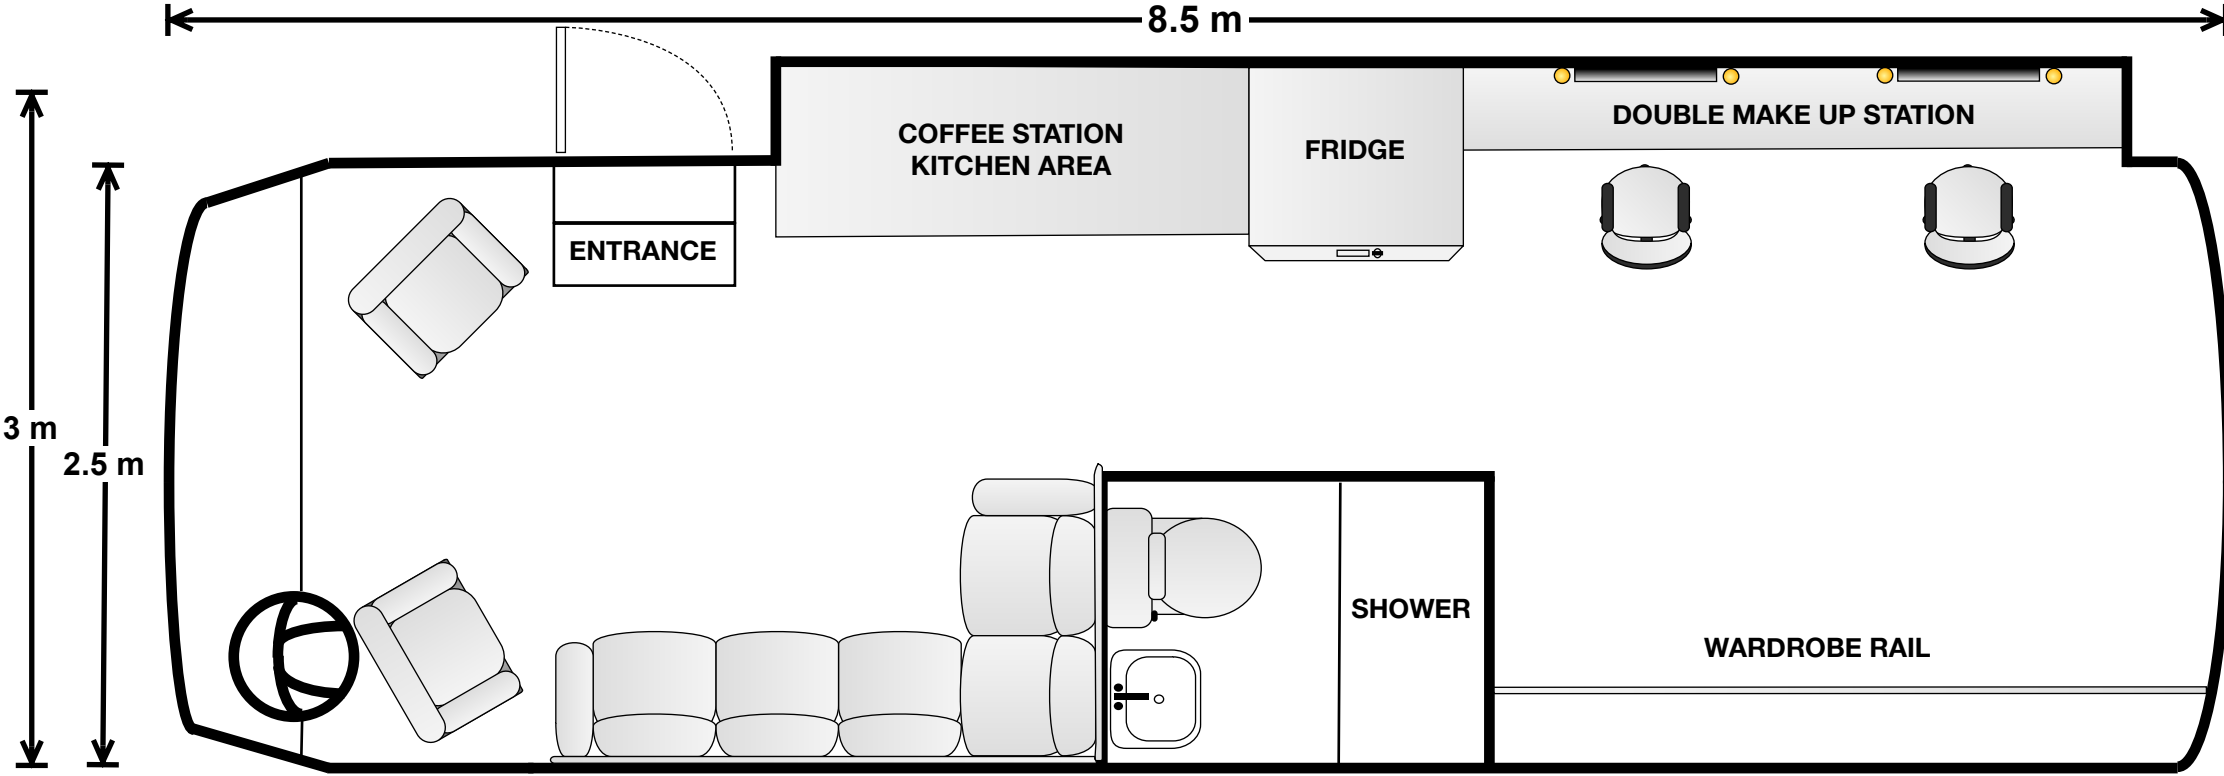 8.5 m
COFFEE STATION
KITCHEN AREA
FRIDGE
DOUBLE MAKE UP STATION
ENTRANCE
3 m
2.5 m
SHOWER
WARDROBE RAIL